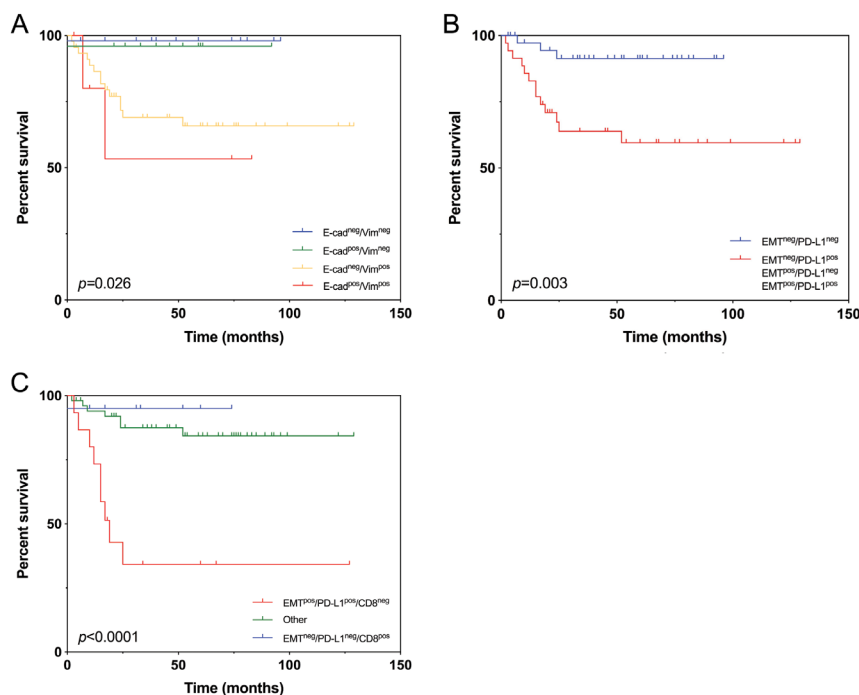 A
Percent survival
100
50
0
0
50
100
150
Time (months)
p=0.026
E-cadneg/Vimneg
E-cadpos/Vimneg
E-cadneg/Vimpos
E-cadpos/Vimpos
B
Percent survival
100
50
0
0
50
100
150
Time (months)
p=0.003
EMTneg/PD-L1neg
EMTneg/PD-L1pos
EMTpos/PD-L1neg
EMTpos/PD-L1pos
C
Percent survival
100
50
0
0
50
100
150
Time (months)
p<0.0001
EMTpos/PD-L1pos/CD8neg
Other
EMTneg/PD-L1neg/CD8pos